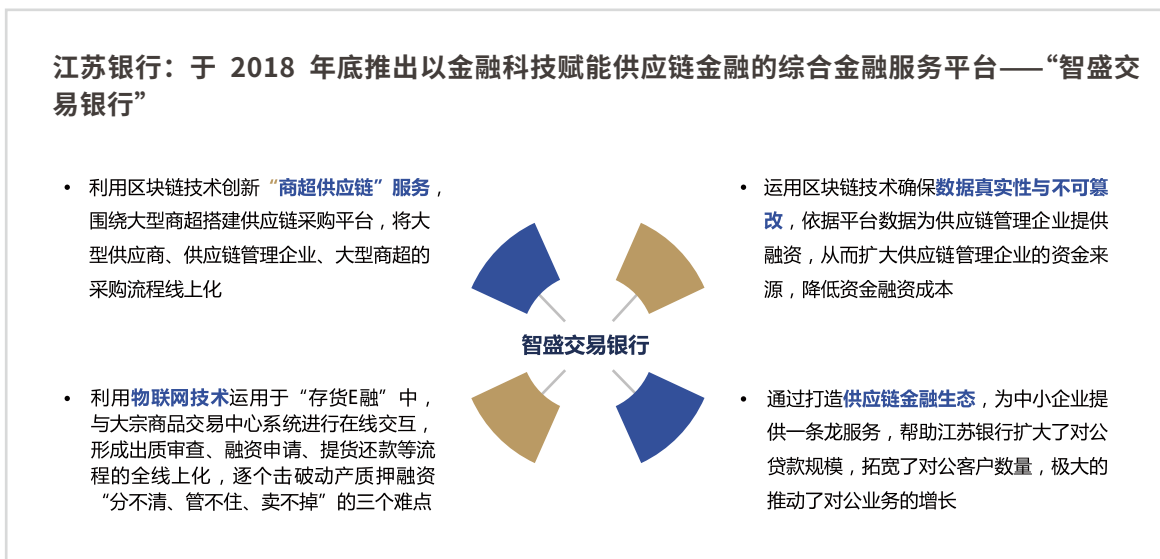 江苏银行：于 2018 年底推出以金融科技赋能供应链金融的综合金融服务平台——“智盛交
易银行”
• 利用区块链技术创新“商超供应链”服务，
围绕大型商超搭建供应链采购平台，将大
型供应商、供应链管理企业、大型商超的
采购流程线上化
• 运用区块链技术确保数据真实性与不可篡
改，依据平台数据为供应链管理企业提供
融资，从而扩大供应链管理企业的资金来
源，降低资金融资成本
智盛交易银行
• 利用物联网技术运用于“存货E融”中，
与大宗商品交易中心系统进行在线交互，
形成出质审查、融资申请、提货还款等流
程的全线上化，逐个击破动产质押融资
“分不清、管不住、卖不掉”的三个难点
• 通过打造供应链金融生态，为中小企业提
供一条龙服务，帮助江苏银行扩大了对公
贷款规模，拓宽了对公客户数量，极大的
推动了对公业务的增长